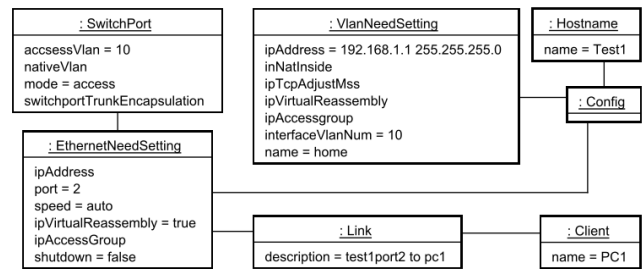 : SwitchPort
accsessVlan = 10
nativeVlan
mode = access
switchportTrunkEncapsulation
: VlanNeedSetting
ipAddress = 192.168.1.1 255.255.255.0
inNatInside
ipTcpAdjustMss
ipVirtualReassembly
ipAccessgroup
interfaceVlanNum = 10
name = home
: Hostname
name = Test1
: Config
: EthernetNeedSetting
ipAddress
port = 2
speed = auto
ipVirtualReassembly = true
ipAccessGroup
shutdown = false
: Link
description = test1port2 to pc1
: Client
name = PC1